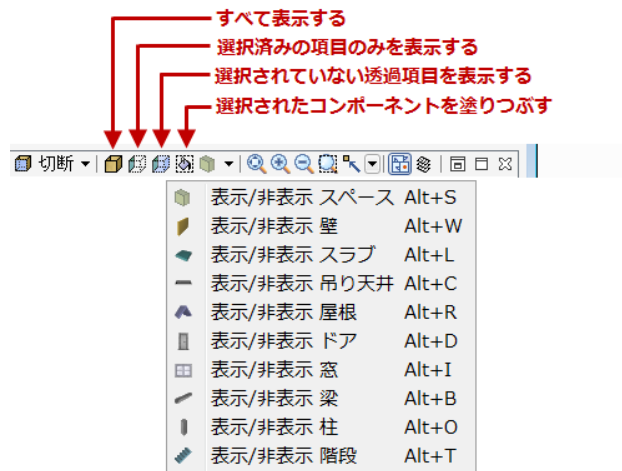 すべて表示する
選択済みの項目のみを表示する
選択されていない透過項目を表示する
選択されたコンポーネントを塗りつぶす
切断
表示/非表示 スペース Alt+S
表示/非表示 壁 Alt+W
表示/非表示 スラブ Alt+L
表示/非表示 吊り天井 Alt+C
表示/非表示 屋根 Alt+R
表示/非表示 ドア Alt+D
表示/非表示 窓 Alt+I
表示/非表示 梁 Alt+B
表示/非表示 柱 Alt+O
表示/非表示 階段 Alt+T